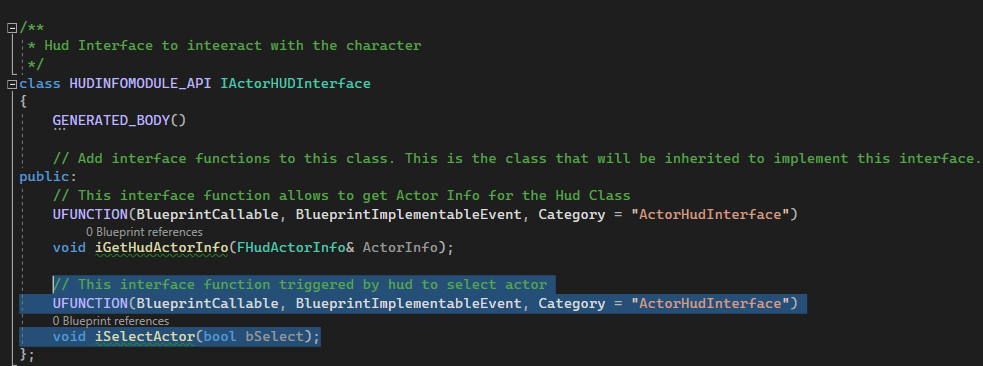 /**
* Hud Interface to inteeract with the character
*/
class HUDINFOMODULE_API IActorHUDInterface
{
GENERATED_BODY()
// Add interface functions to this class. This is the class that will be inherited to implement this interface.
public:
// This interface function allows to get Actor Info for the Hud Class
UFUNCTION(BlueprintCallable, BlueprintImplementableEvent, Category = "ActorHudInterface")
0 Blueprint references
void iGetHudActorInfo(FHudActorInfo& ActorInfo);
// This interface function triggered by hud to select actor
UFUNCTION(BlueprintCallable, BlueprintImplementableEvent, Category = "ActorHudInterface")
0 Blueprint references
void iSelectActor(bool bSelect);
};